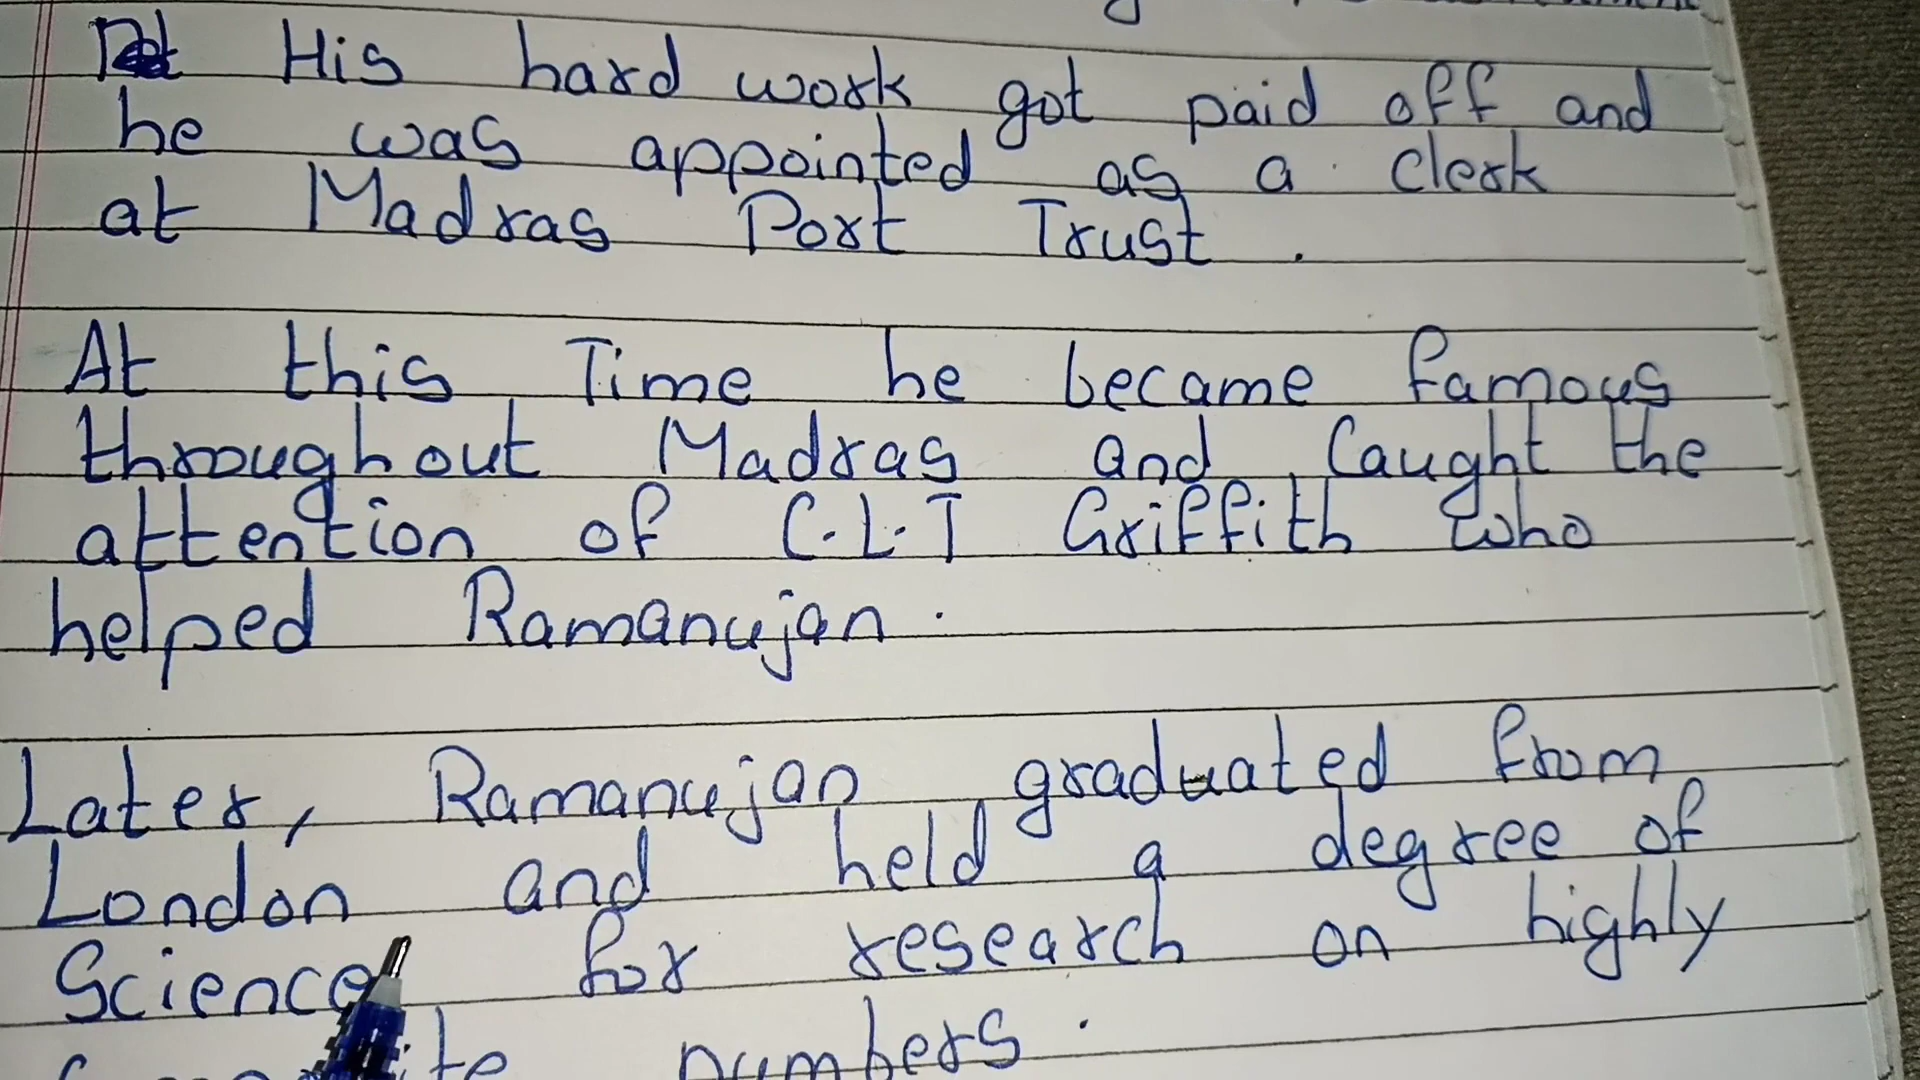 His hard work got paid off and
he was appointed as a clerk
at Madras Port Trust .
At this Time he became famous
throughout Madras and Caught the
attention of C.L.T Griffith who
helped Ramanujan .
Later, Ramanujan graduated from
London and held a degree of
Science for research on highly
numbers .